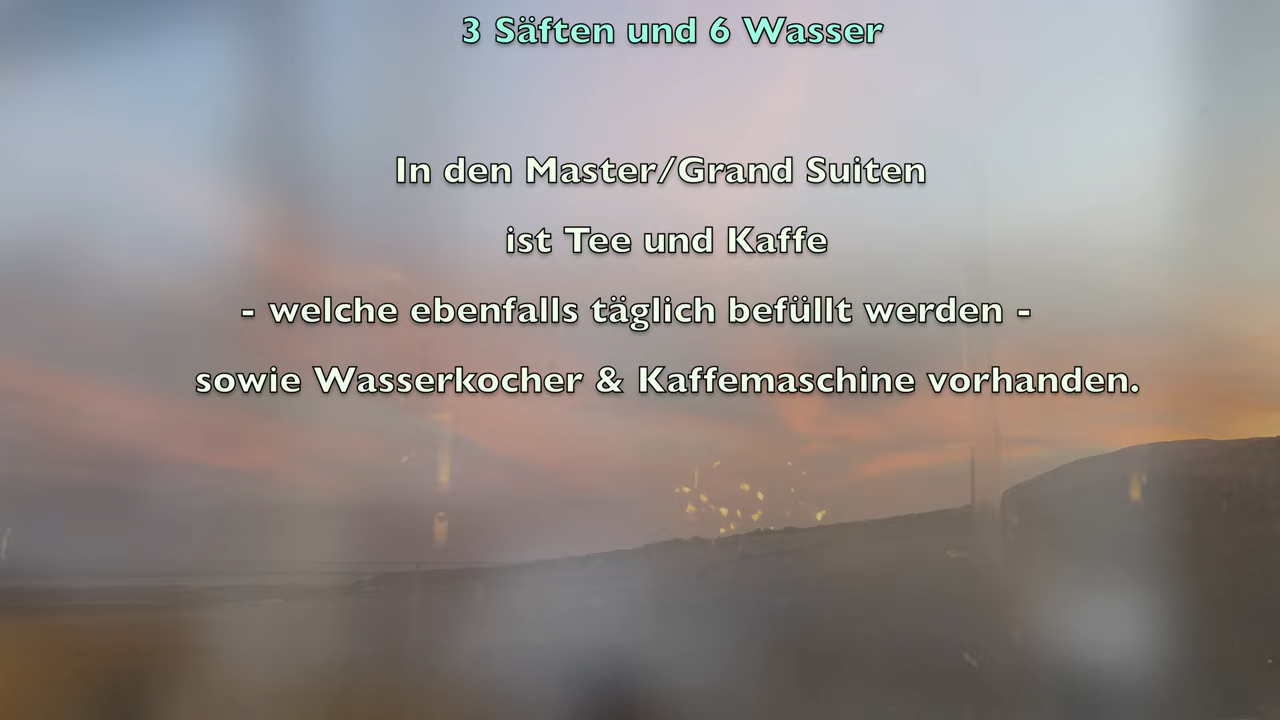 3 Säften und 6 Wasser
In den Master/Grand Suiten
ist Tee und Kaffe
- welche ebenfalls täglich befüllt werden -
sowie Wasserkocher & Kaffemaschine vorhanden.